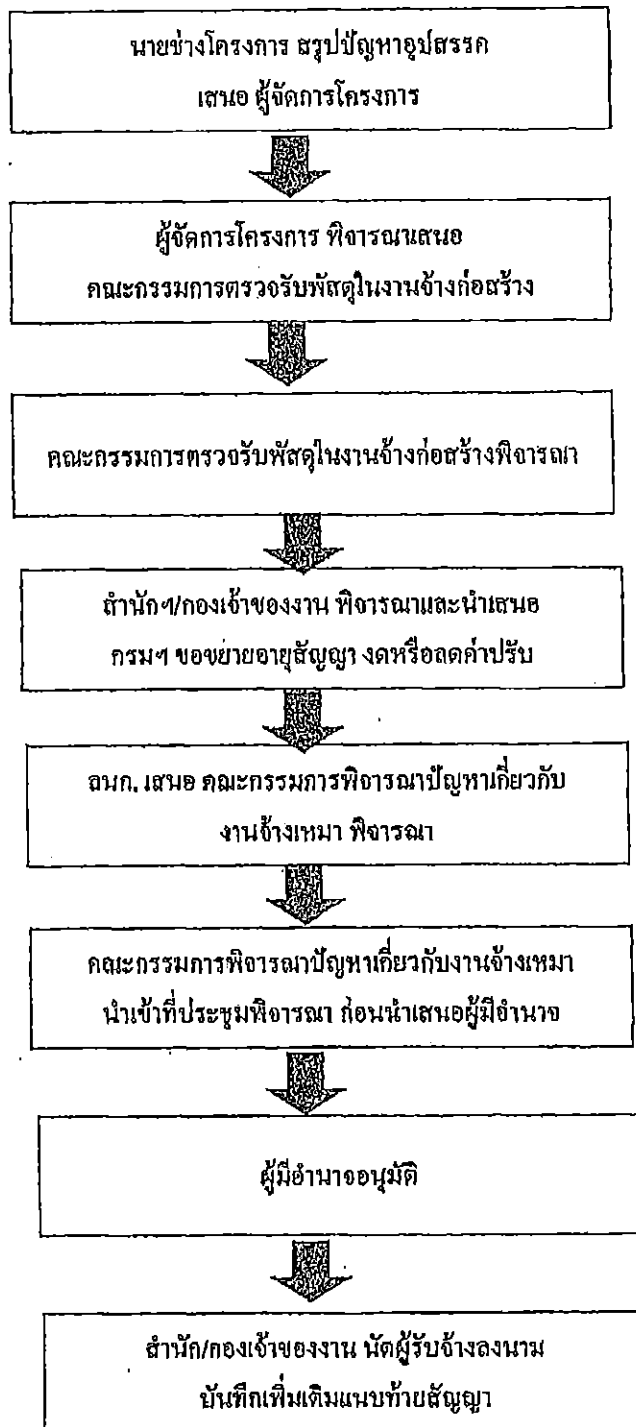 นายช่างโครงการ สรุปปัญหาอุปสรรค
เสนอ ผู้จัดการโครงการ
ผู้จัดการโครงการ พิจารณาเสนอ
คณะกรรมการตรวจรับพัสดุในงานจ้างก่อสร้าง
คณะกรรมการตรวจรับพัสดุในงานจ้างก่อสร้างพิจารณา
สำนักฯ/กองเจ้าของงาน พิจารณาและนำเสนอ
กรมฯ ขอขยายอายุสัญญา งดหรือลดค่าปรับ
ลนก. เสนอ คณะกรรมการพิจารณาปัญหาเกี่ยวกับ
งานจ้างเหมา พิจารณา
คณะกรรมการพิจารณาปัญหาเกี่ยวกับงานจ้างเหมา
นำเข้าที่ประชุมพิจารณา ก่อนนำเสนอผู้มีอำนาจ
ผู้มีอำนาจอนุมัติ
สำนัก/กองเจ้าของงาน นัดผู้รับจ้างลงนาม
บันทึกเพิ่มเติมแนบท้ายสัญญา